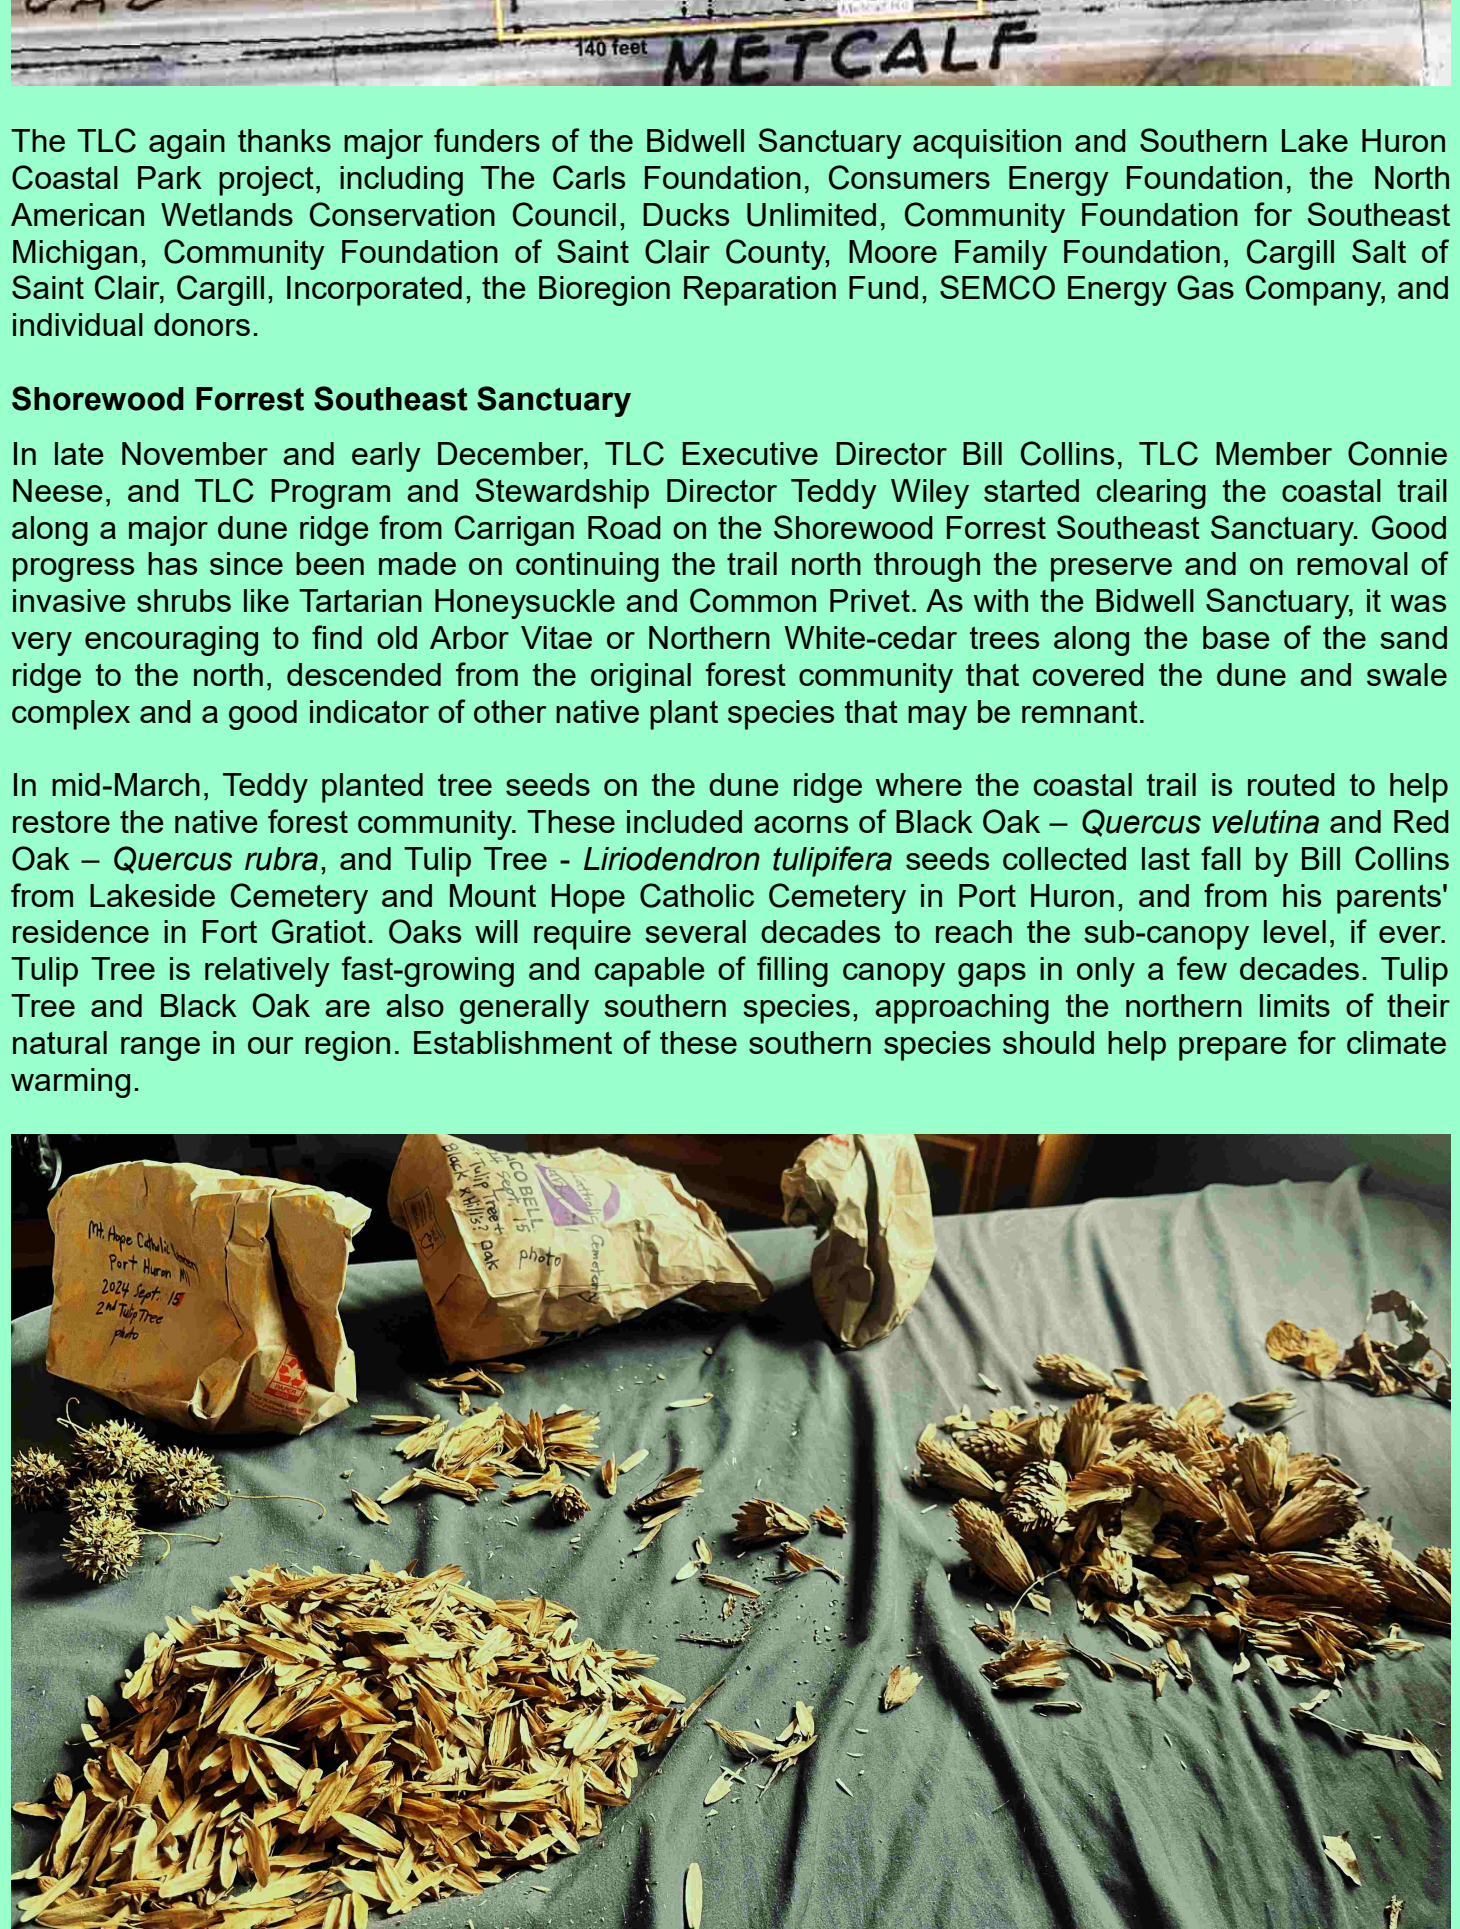 140 feet
METCALF
The TLC again thanks major funders of the Bidwell Sanctuary acquisition and Southern Lake Huron
Coastal Park project, including The Carls Foundation, Consumers Energy Foundation, the North
American Wetlands Conservation Council, Ducks Unlimited, Community Foundation for Southeast
Michigan, Community Foundation of Saint Clair County, Moore Family Foundation, Cargill Salt of
Saint Clair, Cargill, Incorporated, the Bioregion Reparation Fund, SEMCO Energy Gas Company, and
individual donors.
Shorewood Forrest Southeast Sanctuary
In late November and early December, TLC Executive Director Bill Collins, TLC Member Connie
Neese, and TLC Program and Stewardship Director Teddy Wiley started clearing the coastal trail
along a major dune ridge from Carrigan Road on the Shorewood Forrest Southeast Sanctuary. Good
progress has since been made on continuing the trail north through the preserve and on removal of
invasive shrubs like Tartarian Honeysuckle and Common Privet. As with the Bidwell Sanctuary, it was
very encouraging to find old Arbor Vitae or Northern White-cedar trees along the base of the sand
ridge to the north, descended from the original forest community that covered the dune and swale
complex and a good indicator of other native plant species that may be remnant.
In mid-March, Teddy planted tree seeds on the dune ridge where the coastal trail is routed to help
restore the native forest community. These included acorns of Black Oak – Quercus velutina and Red
Oak – Quercus rubra, and Tulip Tree - Liriodendron tulipifera seeds collected last fall by Bill Collins
from Lakeside Cemetery and Mount Hope Catholic Cemetery in Port Huron, and from his parents'
residence in Fort Gratiot. Oaks will require several decades to reach the sub-canopy level, if ever.
Tulip Tree is relatively fast-growing and capable of filling canopy gaps in only a few decades. Tulip
Tree and Black Oak are also generally southern species, approaching the northern limits of their
natural range in our region. Establishment of these southern species should help prepare for climate
warming.
Mt. Hope Catholic
Port Huron MI
2024 Sept. 15
2nd Tulip Tree
photo
Catholic
Cemetery
BELL
Sept. 15
Tulip Tree +
Black Oak
photo